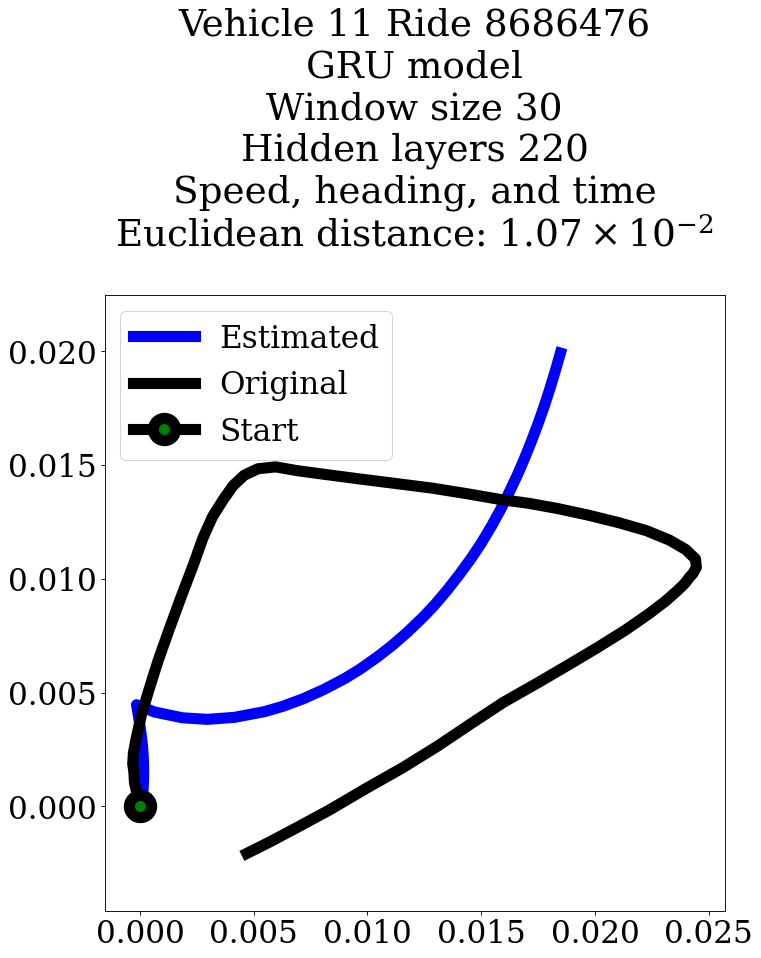 Vehicle 11 Ride 8686476
GRU model
Window size 30
Hidden layers 220
Speed, heading, and time
Euclidean distance: 1.07 × 10⁻²
Estimated
Original
Start
0.020
0.015
0.010
0.005
0.000
0.000 0.005 0.010 0.015 0.020 0.025